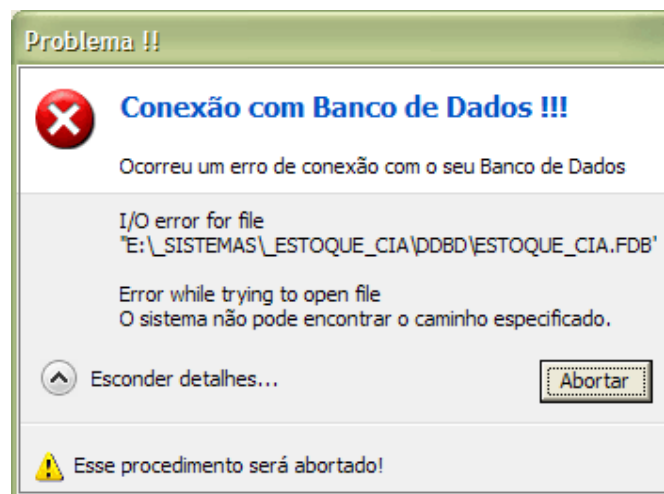 Problema !!
Conexão com Banco de Dados !!!
Ocorreu um erro de conexão com o seu Banco de Dados
I/O error for file
"E:\_SISTEMAS\_ESTOQUE_CIA\DDBD\ESTOQUE_CIA.FDB"
Error while trying to open file
O sistema não pode encontrar o caminho especificado.
Esconder detalhes...
Abortar
Esse procedimento será abortado!